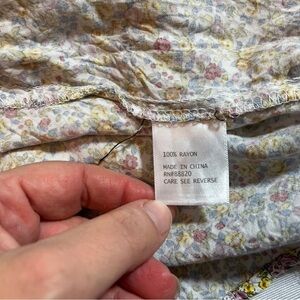 100% RAYON
MADE IN CHINA
RN#88820
CARE SEE REVERSE